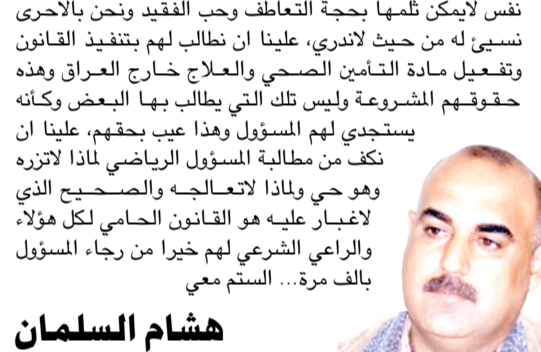 نفس لايمكن ثلمها بحجة التعاطف وحب الفقيد ونحن بالاحرى
نسيئ له من حيث لاندري، علينا ان نطالب لهم بتنفيذ القانون
وتفعيل مادة التأمين الصحي والعلاج خارج العراق وهذه
حقوقهم المشروعة وليس تلك التي يطالب بها البعض وكأنه
يستجدي لهم المسؤول وهذا عيب بحقهم، علينا ان
نكف من مطالبة المسؤول الرياضي لماذا لاتزره
وهو حي ولماذا لاتعالجه والصحيح الذي
لاغبار عليه هو القانون الحامي لكل هؤلاء
والراعي الشرعي لهم خيرا من رجاء المسؤول
بالف مرة... الستم معي
هشام السلمان